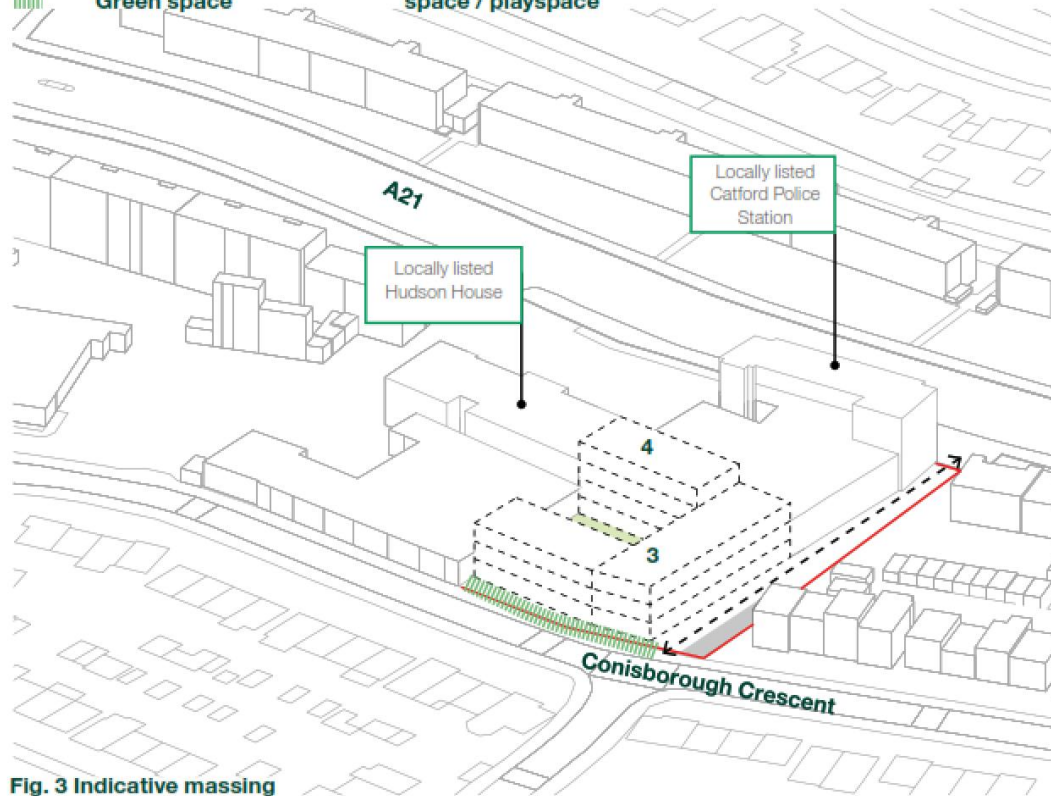 Green space
space / playspace
A21
Locally listed
Catford Police
Station
Locally listed
Hudson House
4
3
Conisborough Crescent
Fig. 3 Indicative massing